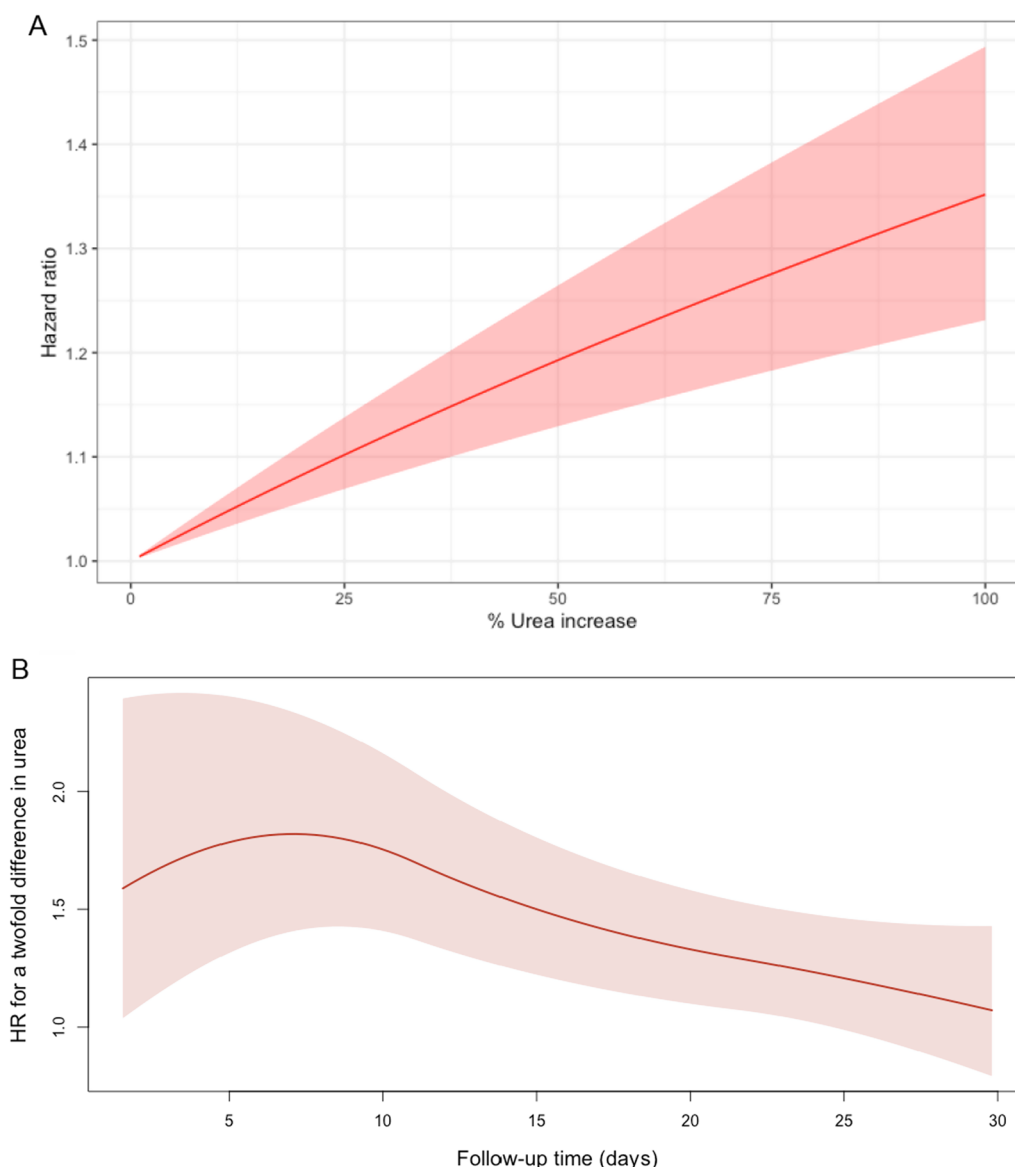 A
1.5
1.4
1.3
1.2
1.1
1.0
Hazard ratio
0 25 50 75 100
% Urea increase
B
2.0
1.5
1.0
HR for a twofold difference in urea
5 10 15 20 25 30
Follow-up time (days)